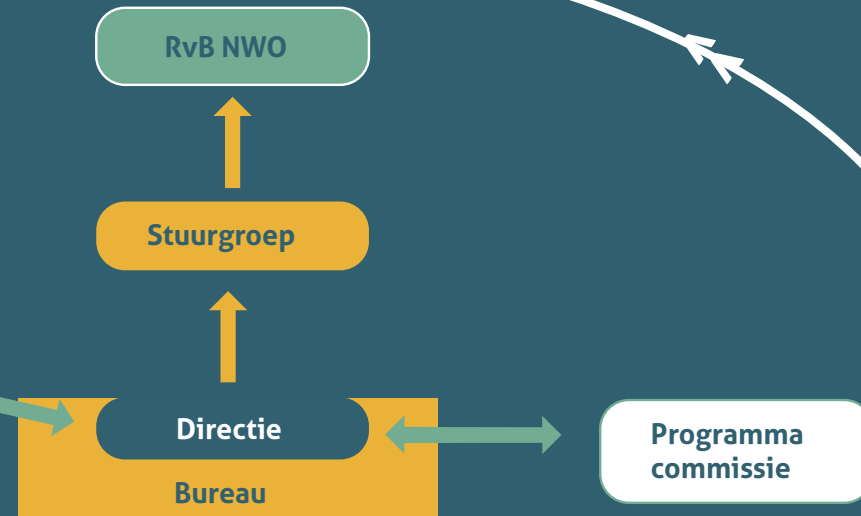 RvB NWO
Stuurgroep
Directie
Bureau
Programma
commissie